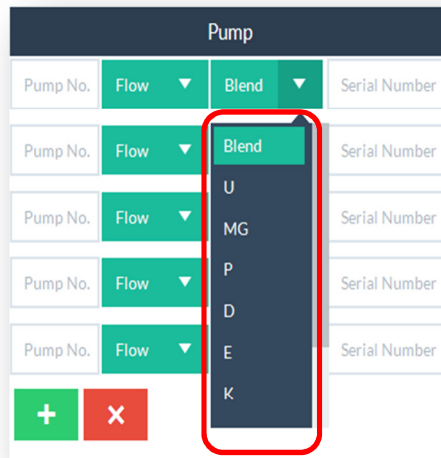 Pump
Pump No. Flow Blend Serial Number
Pump No. Flow Blend Serial Number
U
Pump No. Flow MG Serial Number
P
Pump No. Flow Serial Number
D
Pump No. Flow E Serial Number
K
+ x